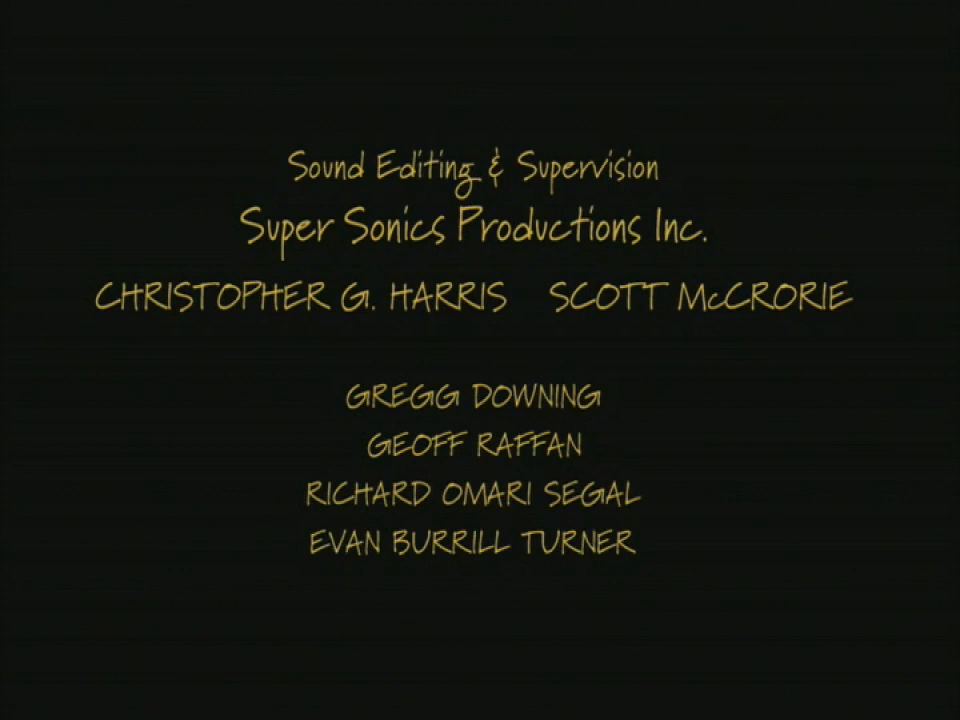 Sound Editing & Supervision
Super Sonics Productions Inc.
CHRISTOPHER G. HARRIS SCOTT McCRORIE
GREGG DOWNING
GEOFF RAFFAN
RICHARD OMARI SEGAL
EVAN BURRILL TURNER